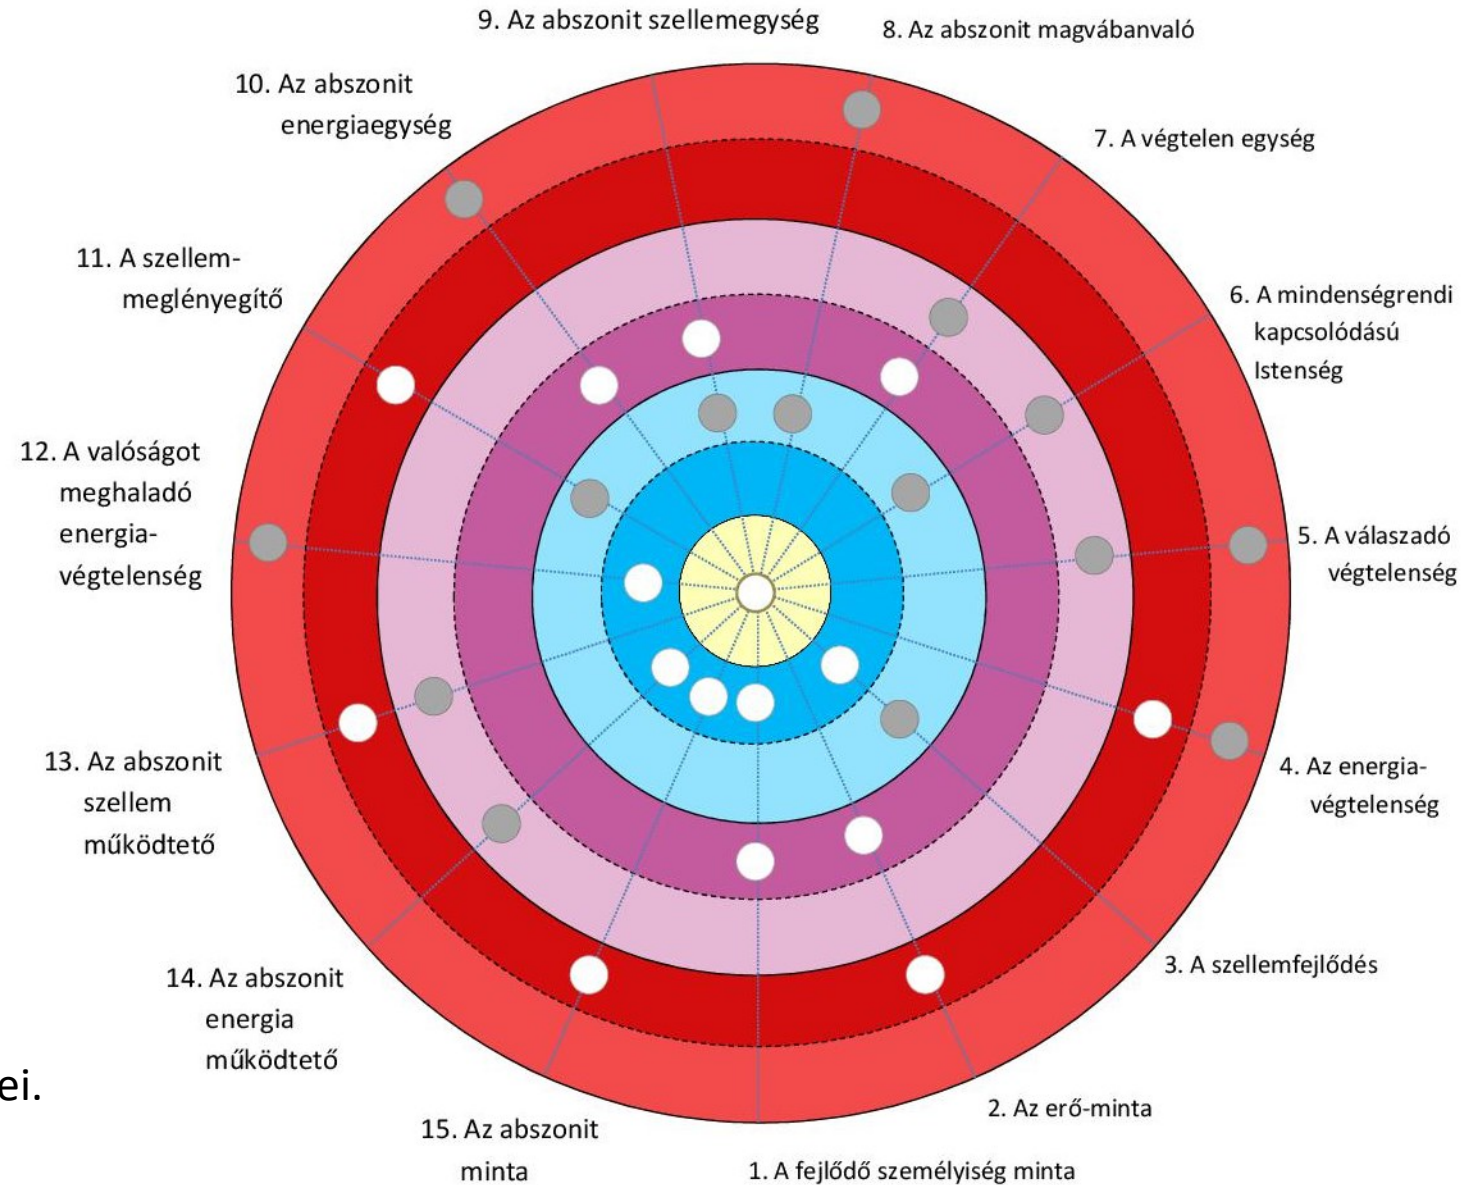 9. Az abszonit szellemegység
8. Az abszonit magvábanvaló
10. Az abszonit
energiaegység
7. A végtelen egység
11. A szellem-
meglényegítő
6. A mindenségrendi
kapcsolódású
Istenség
12. A valóságot
meghaladó
energia-
végtelenség
5. A válaszadó
végtelenség
13. Az abszonit
szellem
működtető
4. Az energia-
végtelenség
14. Az abszonit
energia
működtető
3. A szellemfejlődés
ei.
15. Az abszonit
minta
2. Az erő-minta
1. A fejlődő személyiség minta